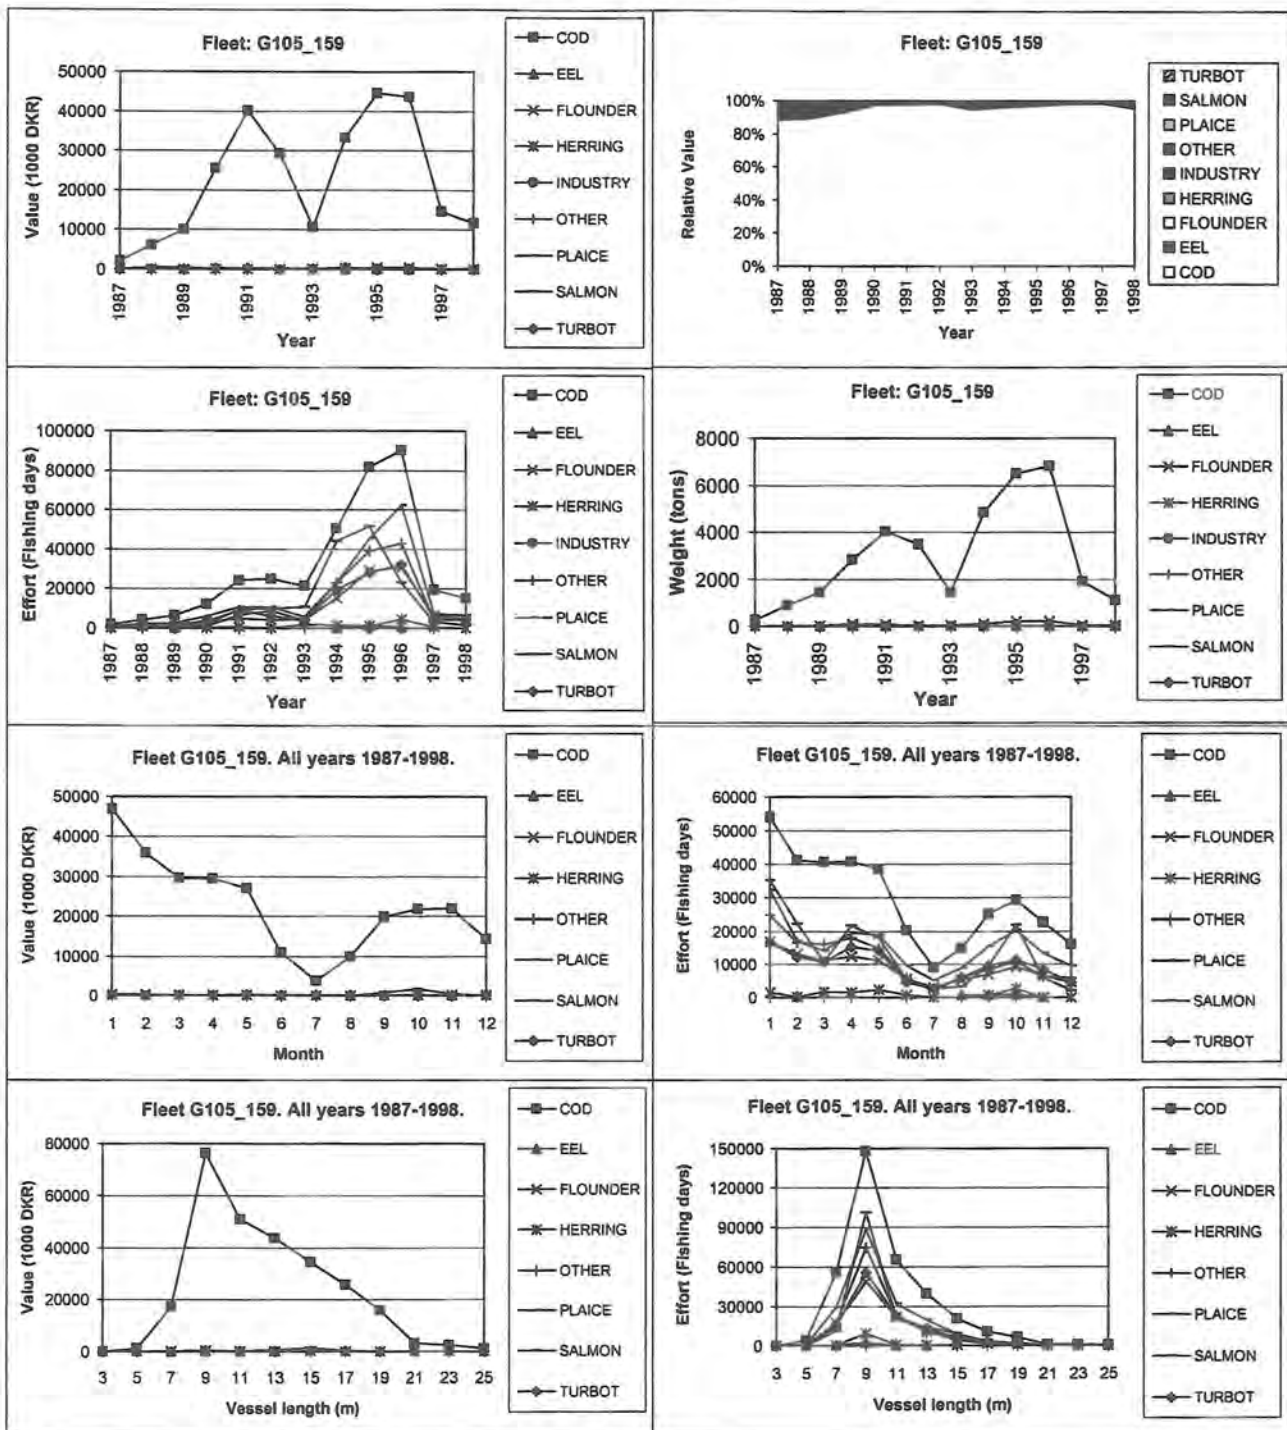 Fleet: G105_159
Value (1000 DKR)
50000
40000
30000
20000
10000
0
1987
1989
1991
1993
1995
1997
Year
COD
EEL
FLOUNDER
HERRING
INDUSTRY
OTHER
PLAICE
SALMON
TURBOT
Fleet: G105_159
Relative Value
100%
80%
60%
40%
20%
0%
1987
1988
1989
1990
1991
1992
1993
1994
1995
1996
1997
1998
Year
TURBOT
SALMON
PLAICE
OTHER
INDUSTRY
HERRING
FLOUNDER
EEL
COD
Fleet: G105_159
Effort (Fishing days)
100000
80000
60000
40000
20000
0
1987
1988
1989
1990
1991
1992
1993
1994
1995
1996
1997
1998
Year
COD
EEL
FLOUNDER
HERRING
INDUSTRY
OTHER
PLAICE
SALMON
TURBOT
Fleet: G105_159
Weight (tons)
8000
6000
4000
2000
0
1987
1989
1991
1993
1995
1997
Year
COD
EEL
FLOUNDER
HERRING
INDUSTRY
OTHER
PLAICE
SALMON
TURBOT
Fleet G105_159. All years 1987-1998.
Value (1000 DKR)
50000
40000
30000
20000
10000
0
1 2 3 4 5 6 7 8 9 10 11 12
Month
COD
EEL
FLOUNDER
HERRING
OTHER
PLAICE
SALMON
TURBOT
Fleet G105_159. All years 1987-1998.
Effort (Fishing days)
60000
50000
40000
30000
20000
10000
0
1 2 3 4 5 6 7 8 9 10 11 12
Month
COD
EEL
FLOUNDER
HERRING
OTHER
PLAICE
SALMON
TURBOT
Fleet G105_159. All years 1987-1998.
Value (1000 DKR)
80000
60000
40000
20000
0
3 5 7 9 11 13 15 17 19 21 23 25
Vessel length (m)
COD
EEL
FLOUNDER
HERRING
OTHER
PLAICE
SALMON
TURBOT
Fleet G105_159. All years 1987-1998.
Effort (Fishing days)
150000
120000
90000
60000
30000
0
3 5 7 9 11 13 15 17 19 21 23 25
Vessel length (m)
COD
EEL
FLOUNDER
HERRING
OTHER
PLAICE
SALMON
TURBOT